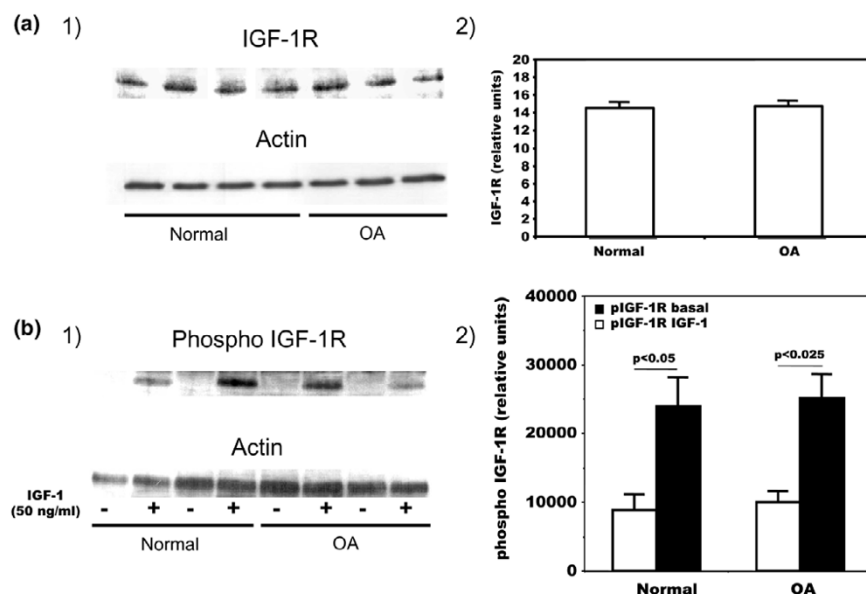 (a) 1)
IGF-1R
Actin
Normal OA
2)
IGF-1R (relative units)
20
18
16
14
12
10
8
6
4
2
0
Normal OA
(b) 1)
Phospho IGF-1R
Actin
IGF-1
(50 ng/ml) - + - + - + - +
Normal OA
2)
phospho IGF-1R (relative units)
40000
30000
20000
10000
0
pIGF-1R basal
pIGF-1R IGF-1
p<0.05 p<0.025
Normal OA